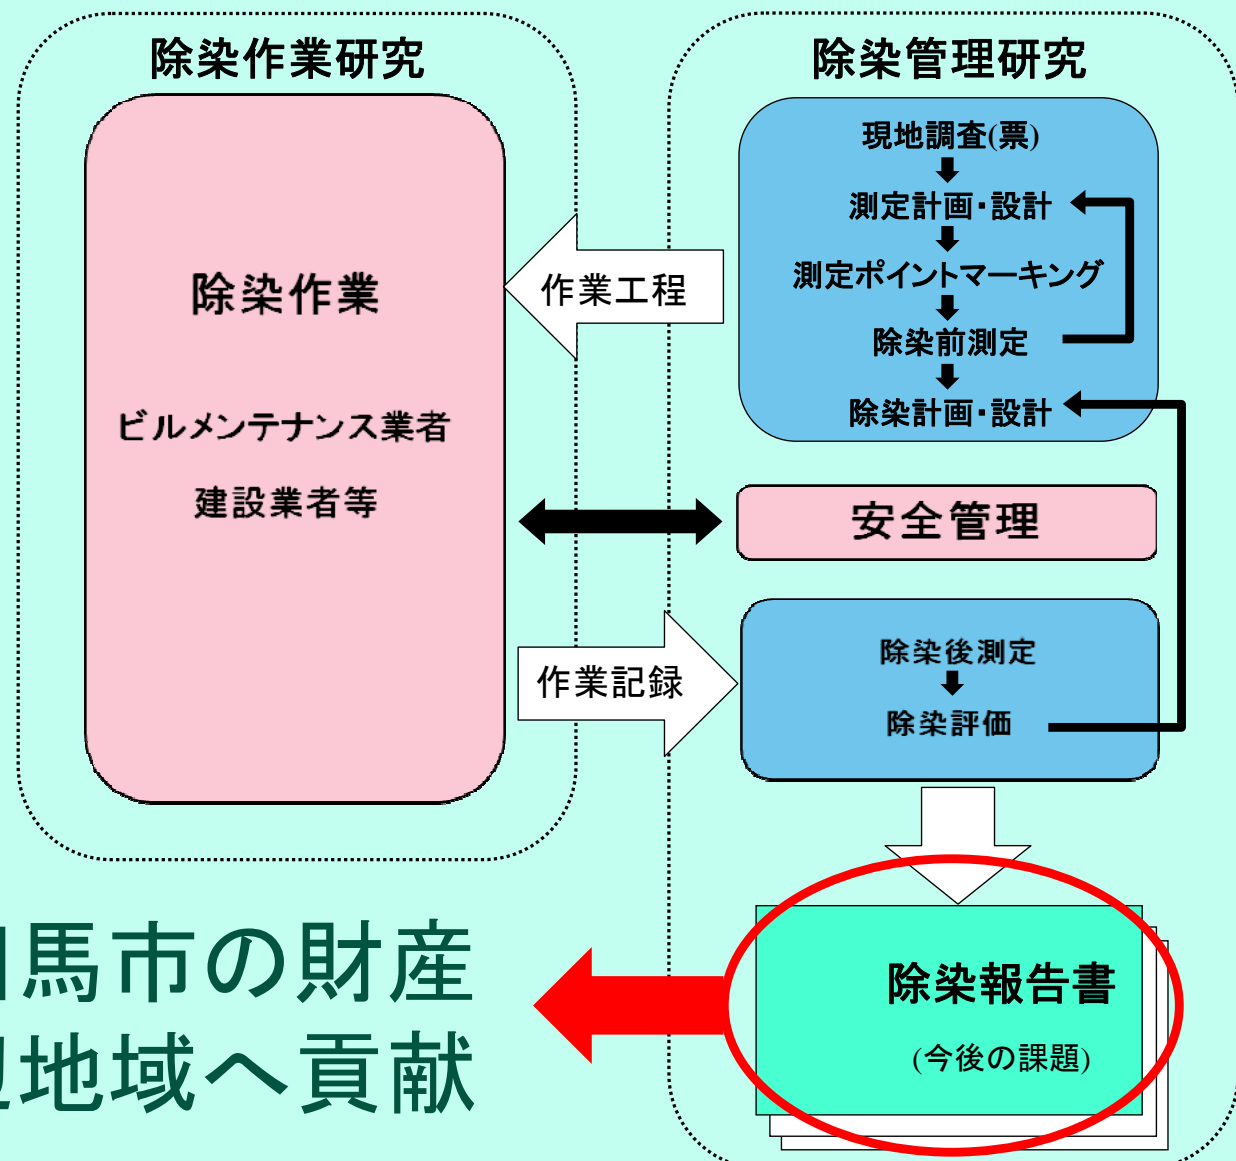 除染作業研究
除染作業
ビルメンテナンス業者
建設業者等
除染管理研究
現地調査(票)
測定計画・設計
測定ポイントマーキング
除染前測定
除染計画・設計
作業工程
安全管理
作業記録
除染後測定
除染評価
除染報告書
(今後の課題)
馬市の財産
地域へ貢献